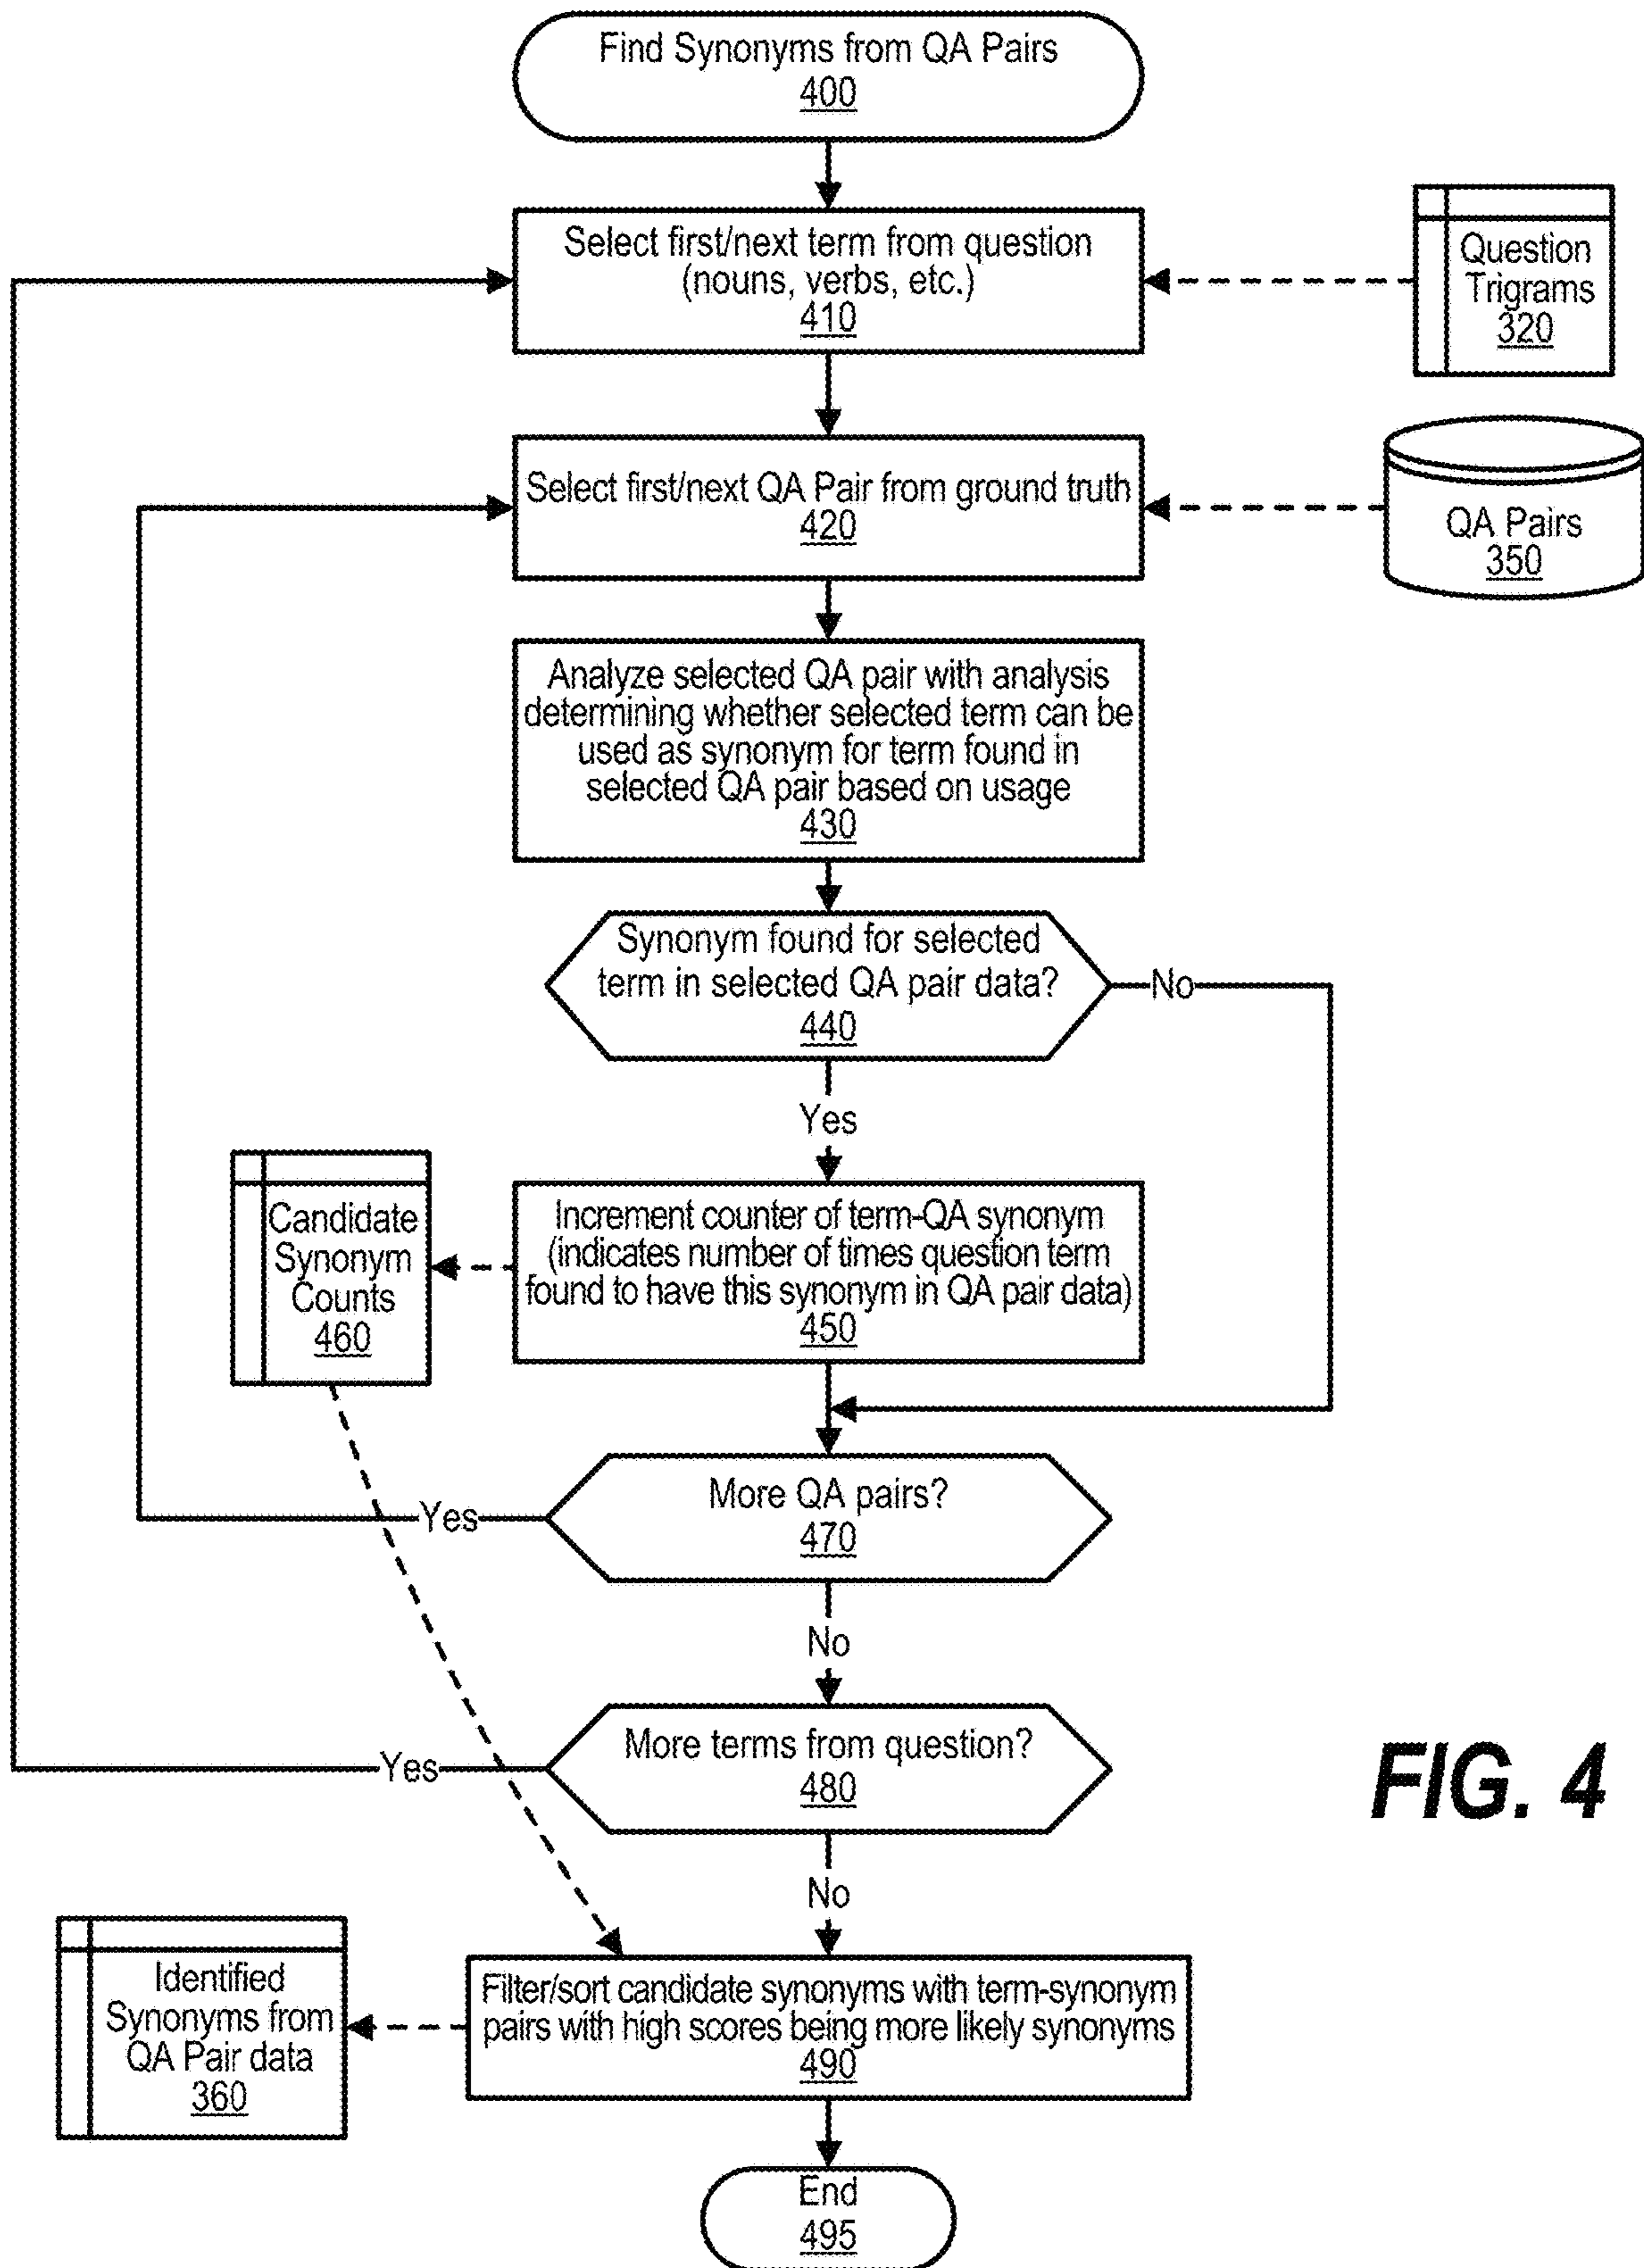 Find Synonyms from QA Pairs
400
Select first/next term from question
(nouns, verbs, etc.)
410
Question
Trigrams
320
Select first/next QA Pair from ground truth
420
QA Pairs
350
Analyze selected QA pair with analysis
determining whether selected term can be
used as synonym for term found in
selected QA pair based on usage
430
Synonym found for selected
term in selected QA pair data?
440
No
Yes
Candidate
Synonym
Counts
460
Increment counter of term-QA synonym
(indicates number of times question term
found to have this synonym in QA pair data)
450
More QA pairs?
470
Yes
No
More terms from question?
480
Yes
FIG. 4
No
Identified
Synonyms from
QA Pair data
360
Filter/sort candidate synonyms with term-synonym
pairs with high scores being more likely synonyms
490
End
495